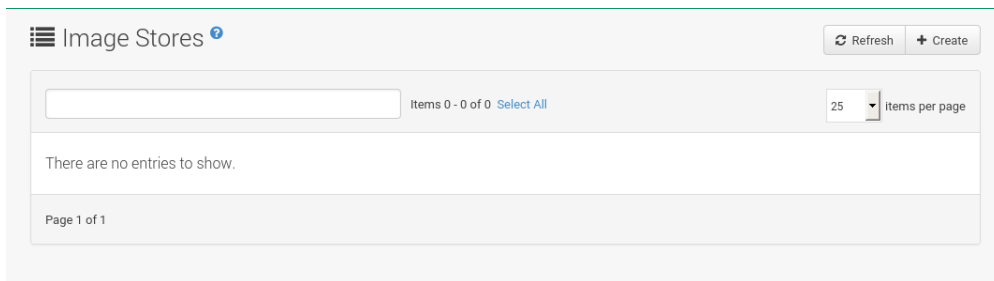 Image Stores ?
Refresh
+ Create
Items 0 - 0 of 0 Select All
25 items per page
There are no entries to show.
Page 1 of 1